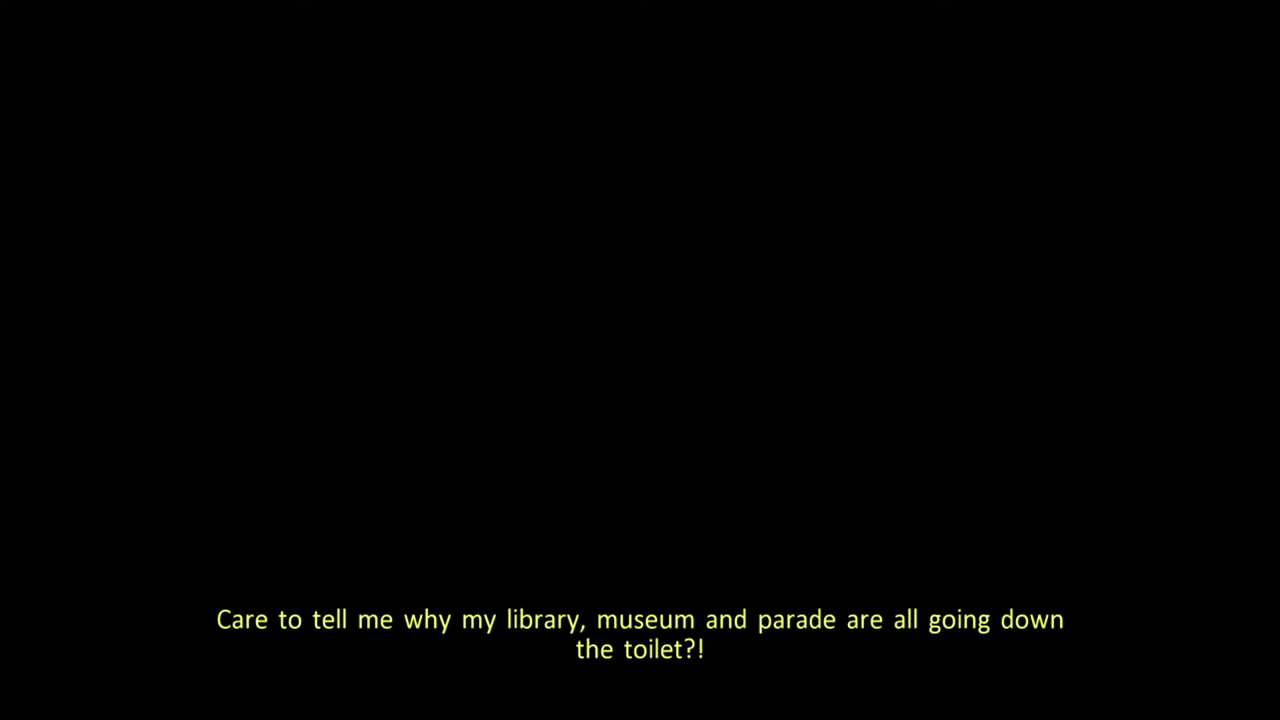 Care to tell me why my library, museum and parade are all going down
the toilet?!